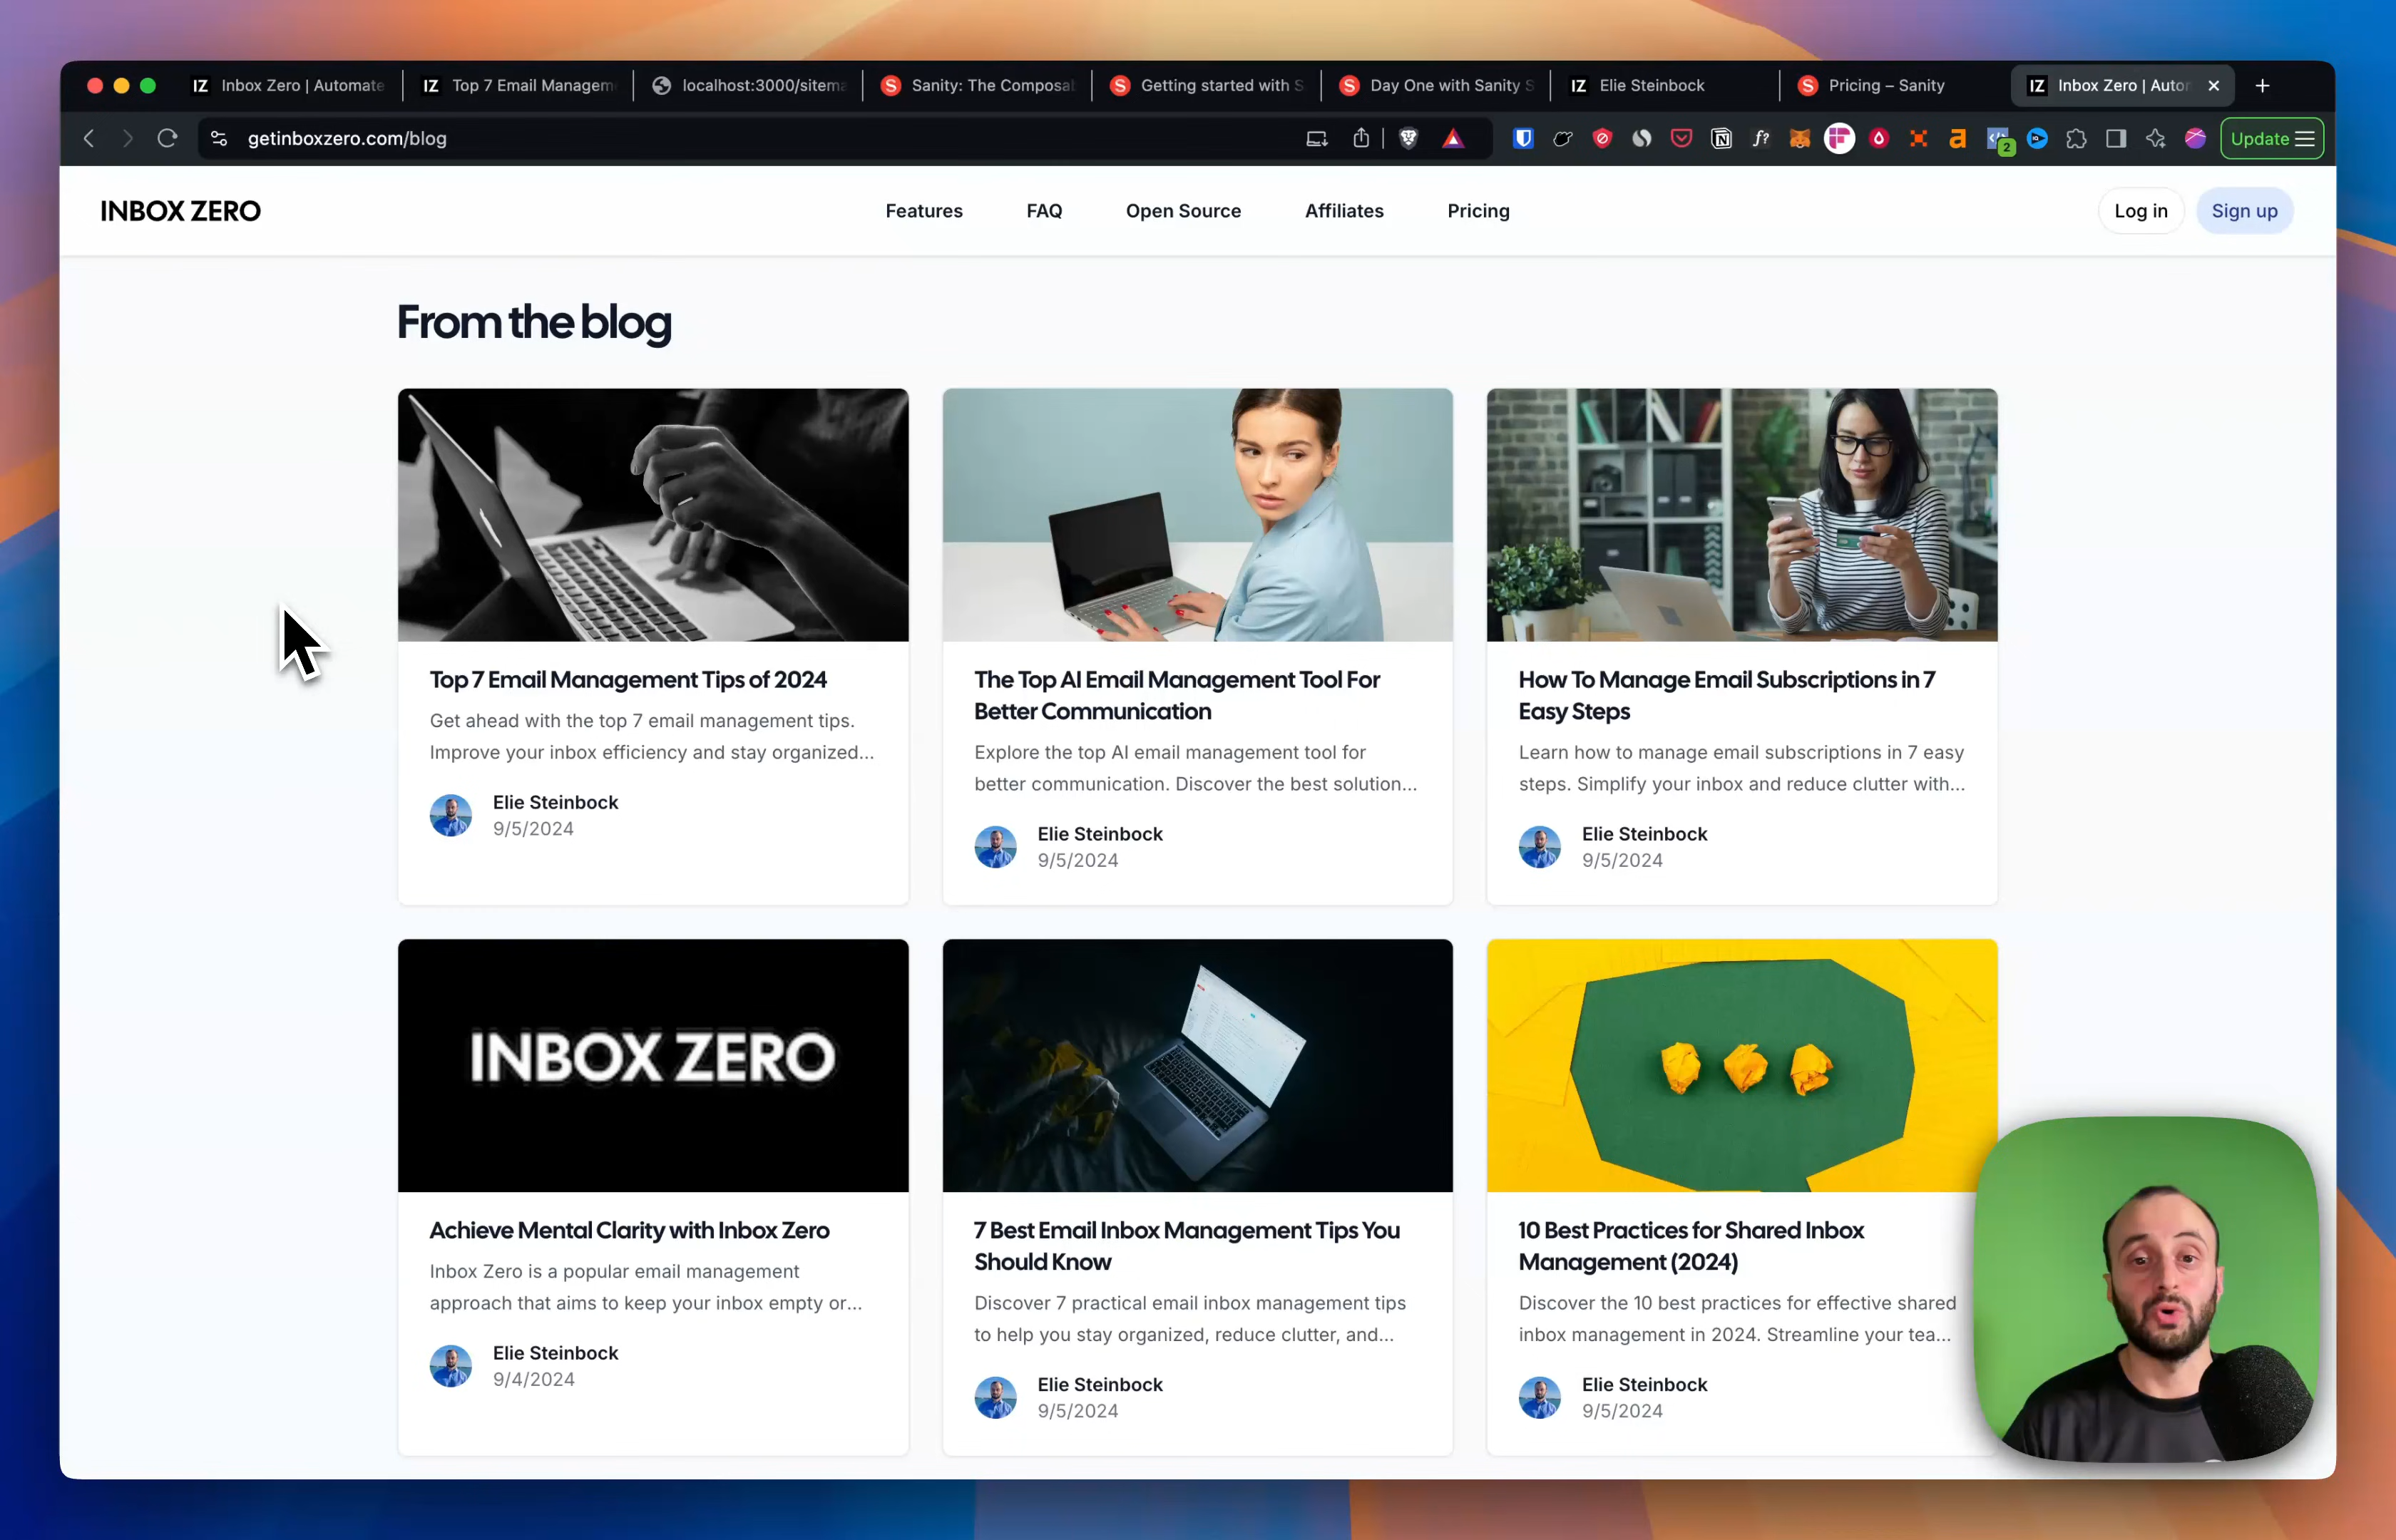 IZ Inbox Zero | Automate
IZ Top 7 Email Managem
localhost:3000/sitema
S Sanity: The Composa
S Getting started with S
S Day One with Sanity S
IZ Elie Steinbock
S Pricing – Sanity
IZ Inbox Zero | Autor
getinboxzero.com/blog
2
Update
INBOX ZERO
Features
FAQ
Open Source
Affiliates
Pricing
Log in
Sign up
From the blog
Top 7 Email Management Tips of 2024
Get ahead with the top 7 email management tips.
Improve your inbox efficiency and stay organized...
Elie Steinbock
9/5/2024
The Top AI Email Management Tool For
Better Communication
Explore the top AI email management tool for
better communication. Discover the best solution...
Elie Steinbock
9/5/2024
How To Manage Email Subscriptions in 7
Easy Steps
Learn how to manage email subscriptions in 7 easy
steps. Simplify your inbox and reduce clutter with...
Elie Steinbock
9/5/2024
INBOX ZERO
Achieve Mental Clarity with Inbox Zero
Inbox Zero is a popular email management
approach that aims to keep your inbox empty or...
Elie Steinbock
9/4/2024
7 Best Email Inbox Management Tips You
Should Know
Discover 7 practical email inbox management tips
to help you stay organized, reduce clutter, and...
Elie Steinbock
9/5/2024
10 Best Practices for Shared Inbox
Management (2024)
Discover the 10 best practices for effective shared
inbox management in 2024. Streamline your tea...
Elie Steinbock
9/5/2024